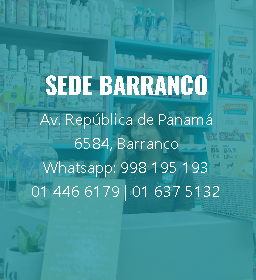 SEDE BARRANCO
Av. República de Panamá
6584, Barranco
Whatsapp: 998 195 193
01 446 6179 | 01 637 5132